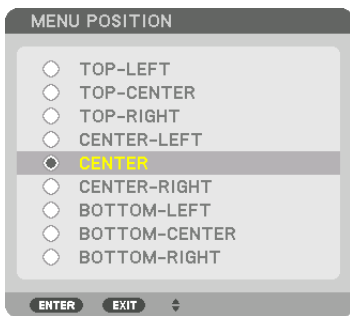 MENU POSITION
TOP-LEFT
TOP-CENTER
TOP-RIGHT
CENTER-LEFT
CENTER
CENTER-RIGHT
BOTTOM-LEFT
BOTTOM-CENTER
BOTTOM-RIGHT
ENTER EXIT